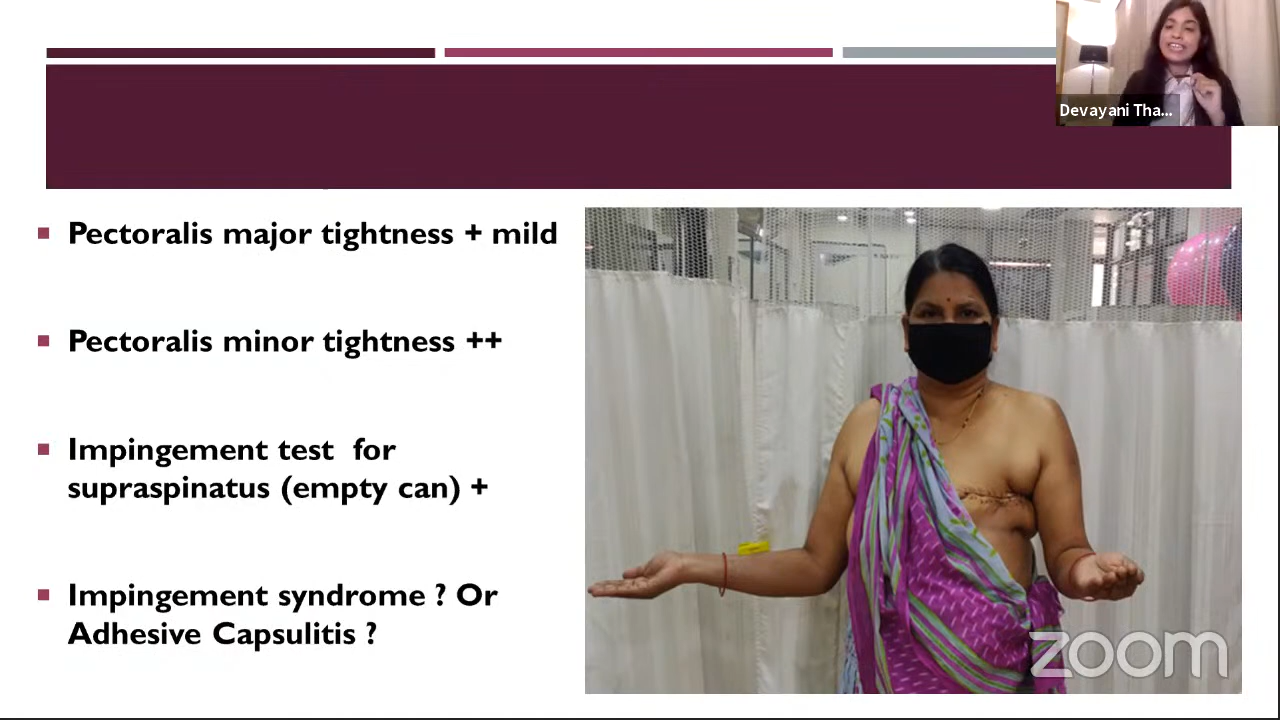 Devayani Tha...
Pectoralis major tightness + mild
Pectoralis minor tightness ++
Impingement test for
supraspinatus (empty can) +
Impingement syndrome ? Or
Adhesive Capsulitis ?
zoom